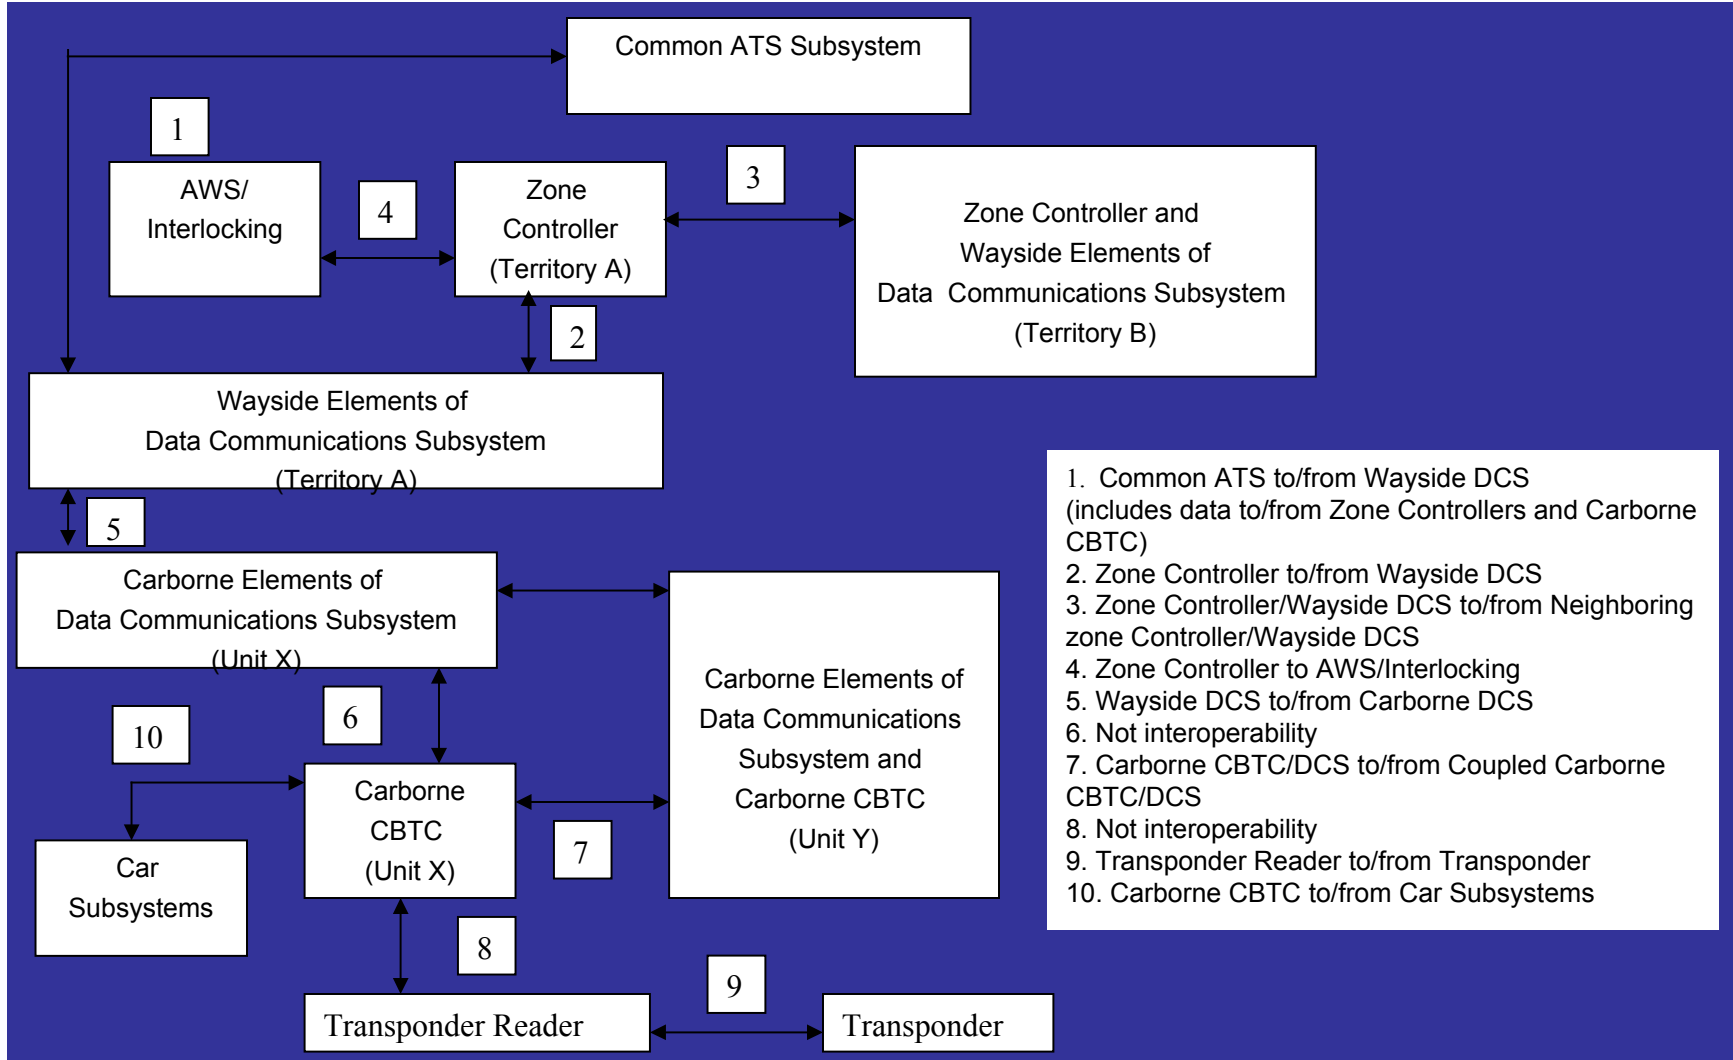 Common ATS Subsystem
1
AWS/
Interlocking
4
Zone
Controller
(Territory A)
3
Zone Controller and
Wayside Elements of
Data Communications Subsystem
(Territory B)
2
Wayside Elements of
Data Communications Subsystem
(Territory A)
5
Carborne Elements of
Data Communications Subsystem
(Unit X)
6
10
Carborne
CBTC
(Unit X)
7
Carborne Elements of
Data Communications
Subsystem and
Carborne CBTC
(Unit Y)
Car
Subsystems
8
9
Transponder Reader
Transponder
1. Common ATS to/from Wayside DCS
(includes data to/from Zone Controllers and Carborne
CBTC)
2. Zone Controller to/from Wayside DCS
3. Zone Controller/Wayside DCS to/from Neighboring
zone Controller/Wayside DCS
4. Zone Controller to AWS/Interlocking
5. Wayside DCS to/from Carborne DCS
6. Not interoperability
7. Carborne CBTC/DCS to/from Coupled Carborne
CBTC/DCS
8. Not interoperability
9. Transponder Reader to/from Transponder
10. Carborne CBTC to/from Car Subsystems